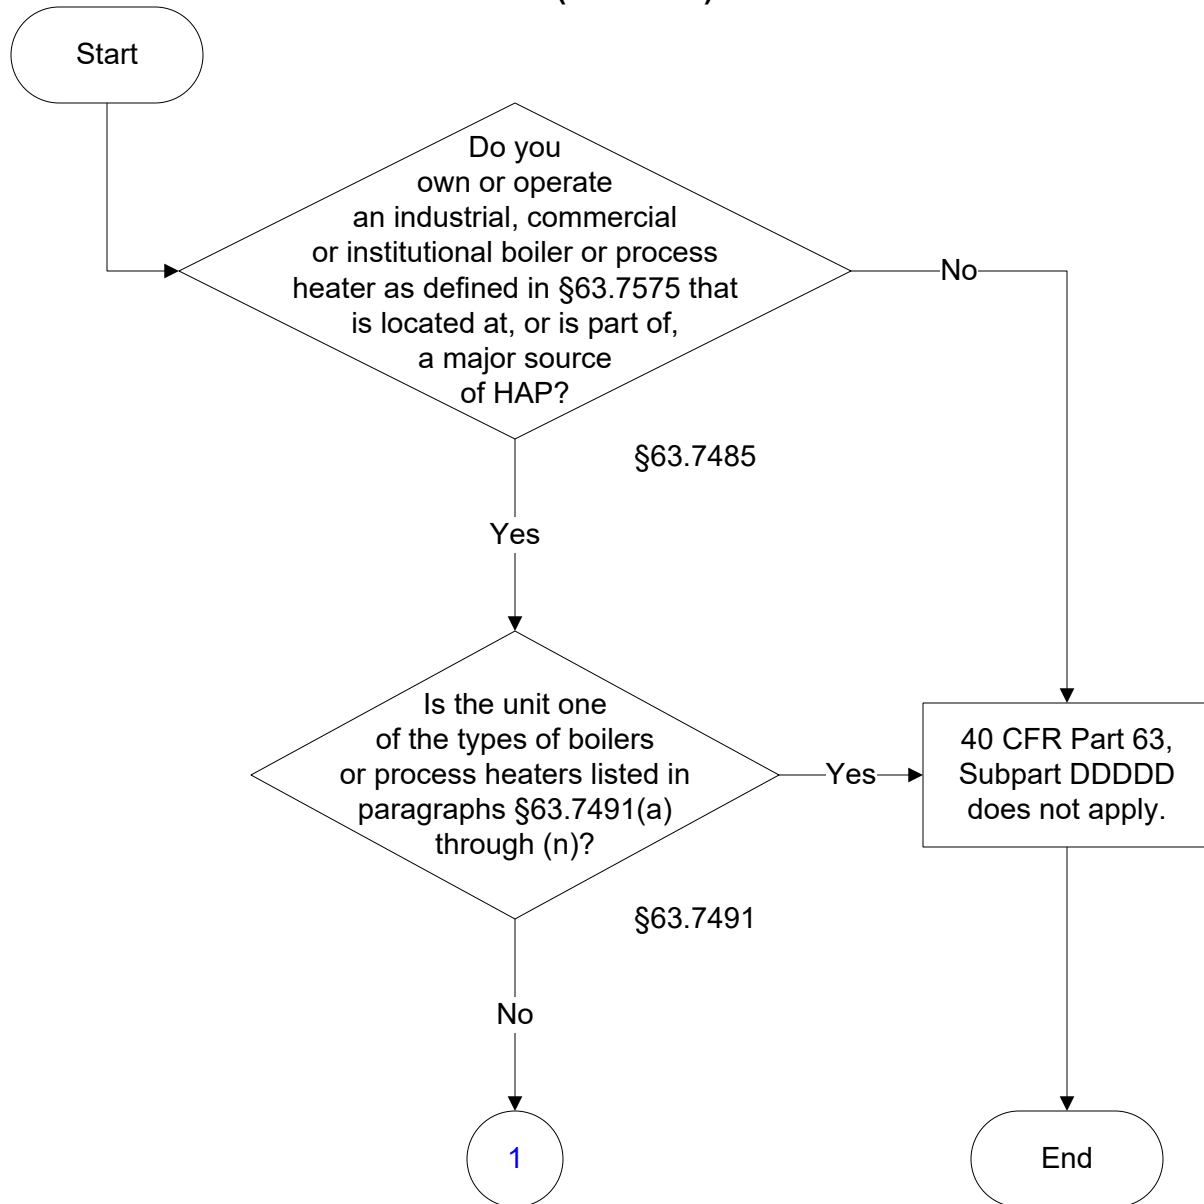 Start
Do you
own or operate
an industrial, commercial
or institutional boiler or process
heater as defined in §63.7575 that
is located at, or is part of,
a major source
of HAP?
No
§63.7485
Yes
Is the unit one
of the types of boilers
or process heaters listed in
paragraphs §63.7491(a)
through (n)?
Yes
40 CFR Part 63,
Subpart DDDDD
does not apply.
§63.7491
No
1
End